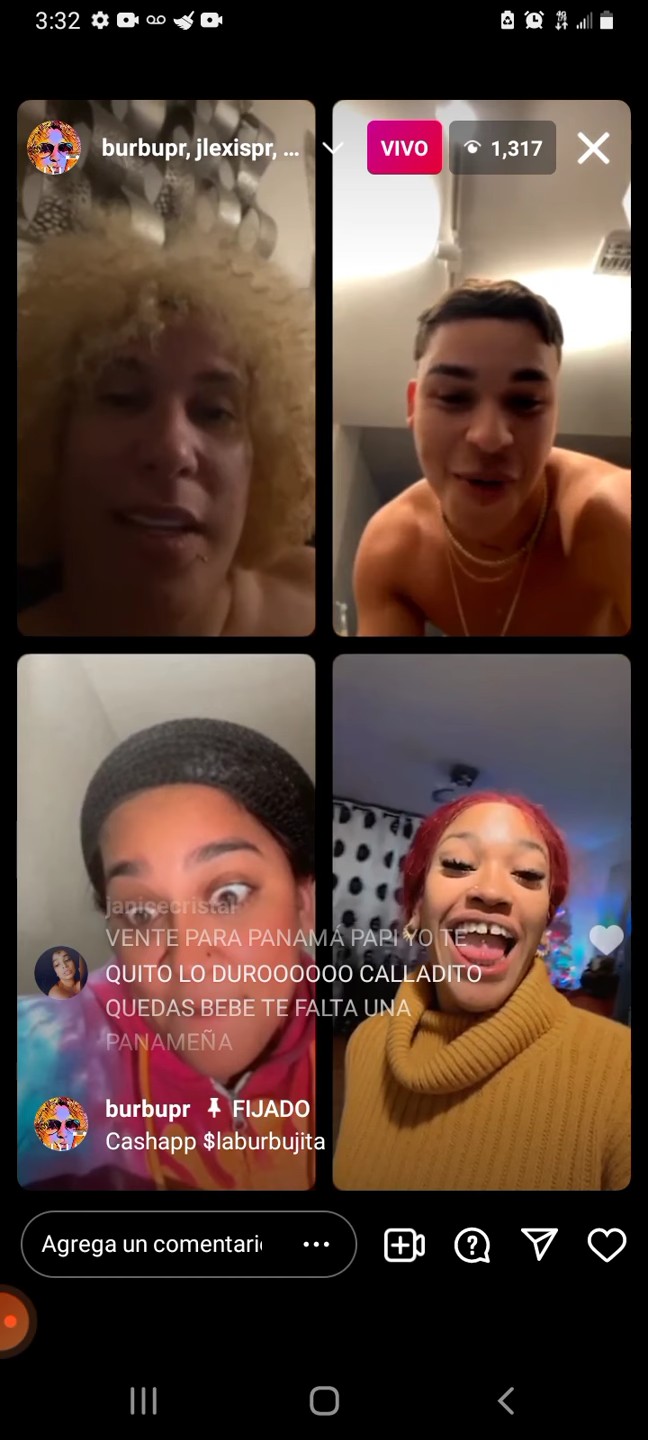 3:32
burbupr, jlexispr, ...
VIVO
1,317
janicecristal
VENTE PARA PANAMÁ PAPI YO TE
QUITO LO DUROOOOOO CALLADITO
QUEDAS BEBE TE FALTA UNA
PANAMEÑA
burbupr FIJADO
Cashapp $laburbujita
Agrega un comentari